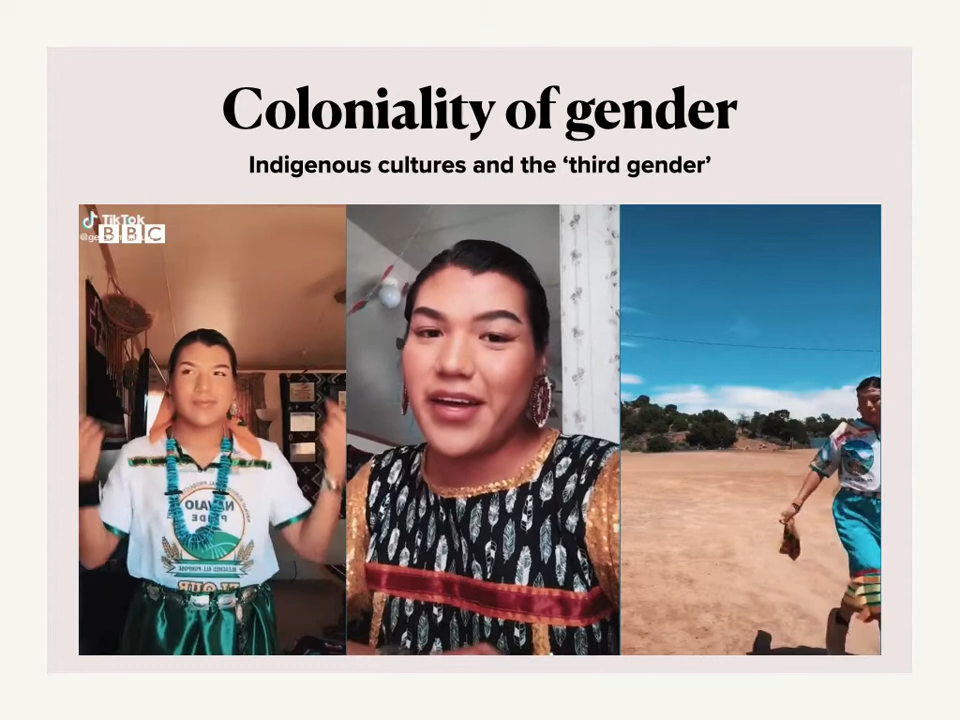 Coloniality of gender
Indigenous cultures and the ‘third gender’
TikTok
BBC
NAVAJO
PRIDE